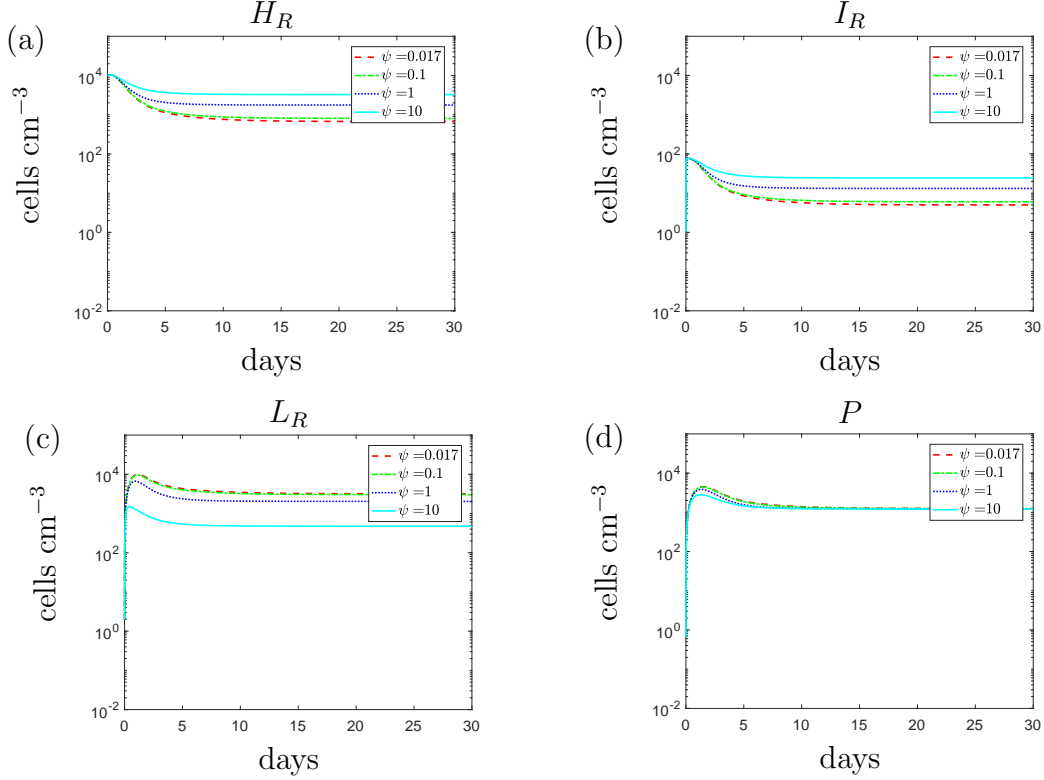 (a)
H_R
cells cm^{-3}
10^4
10^2
10^0
10^{-2}
0 5 10 15 20 25 30
days
ψ =0.017
ψ =0.1
ψ =1
ψ =10
(b)
I_R
cells cm^{-3}
10^4
10^2
10^0
10^{-2}
0 5 10 15 20 25 30
days
ψ =0.017
ψ =0.1
ψ =1
ψ =10
(c)
L_R
cells cm^{-3}
10^4
10^2
10^0
10^{-2}
0 5 10 15 20 25 30
days
ψ =0.017
ψ =0.1
ψ =1
ψ =10
(d)
P
cells cm^{-3}
10^4
10^2
10^0
10^{-2}
0 5 10 15 20 25 30
days
ψ =0.017
ψ =0.1
ψ =1
ψ =10